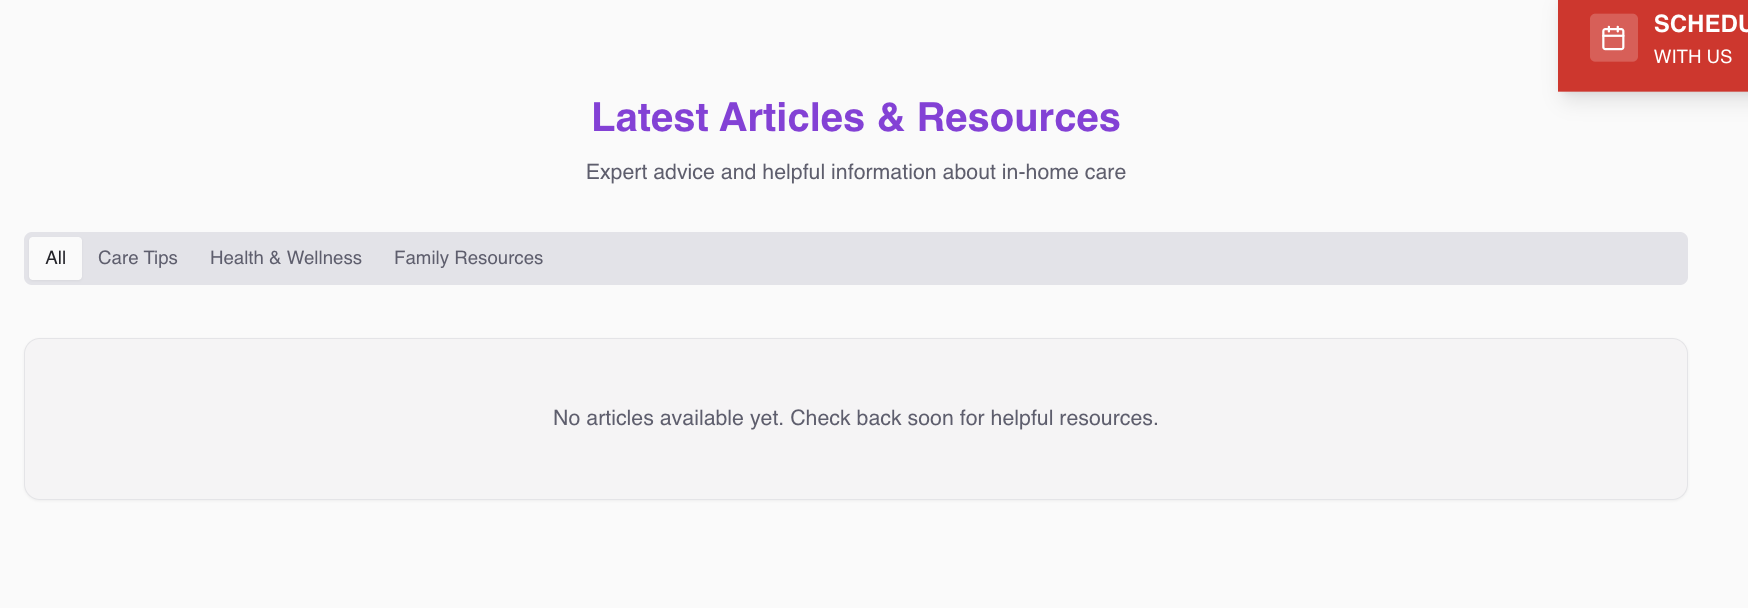 SCHEDU
WITH US
Latest Articles & Resources
Expert advice and helpful information about in-home care
All
Care Tips
Health & Wellness
Family Resources
No articles available yet. Check back soon for helpful resources.